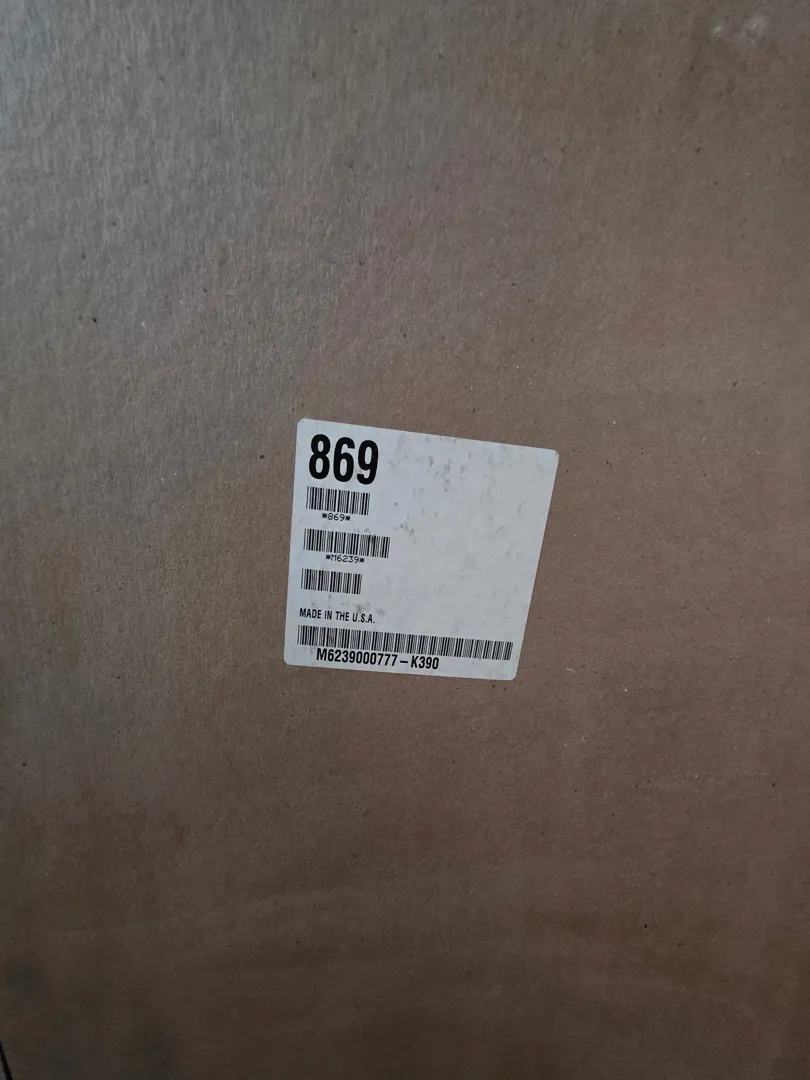 869
*869*
*M6239*
MADE IN THE U.S.A.
M6239000777-K390